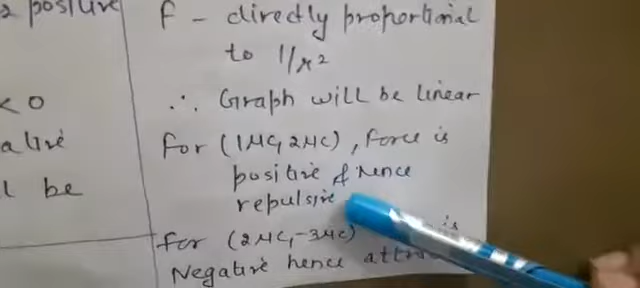 2 positive
< 0
l be
F - directly proportional
to 1/r²
∴ Graph will be linear
For (1μC, 2μC), Force is
positive & hence
repulsive
For (2μC, -3μC) is
Negative hence